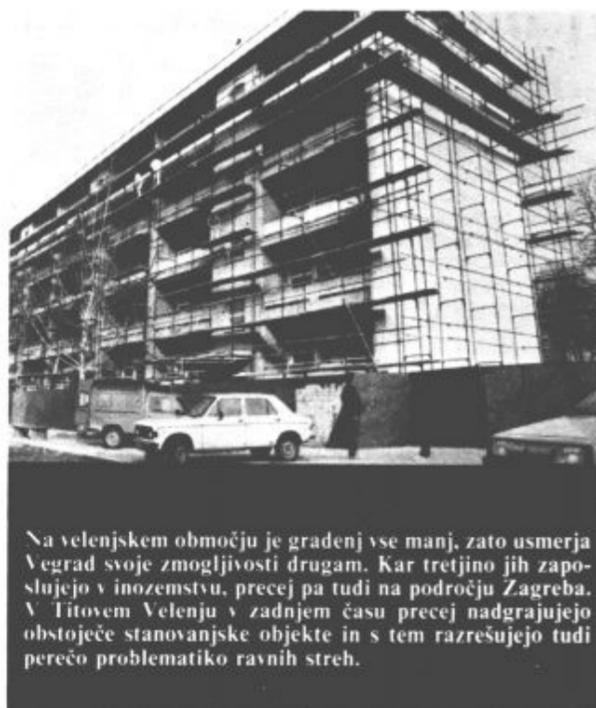 Na velenjskem območju je gradenj vse manj, zato usmerja
Vegrad svoje zmogljivosti drugam. Kar tretjino jih zapo-
slujejo v inozemstvu, precej pa tudi na področju Zagreba.
V Titovem Velenju v zadnjem času precej nadgrajujejo
obstoječe stanovanjske objekte in s tem razrešujejo tudi
perečo problematiko ravnih streh.